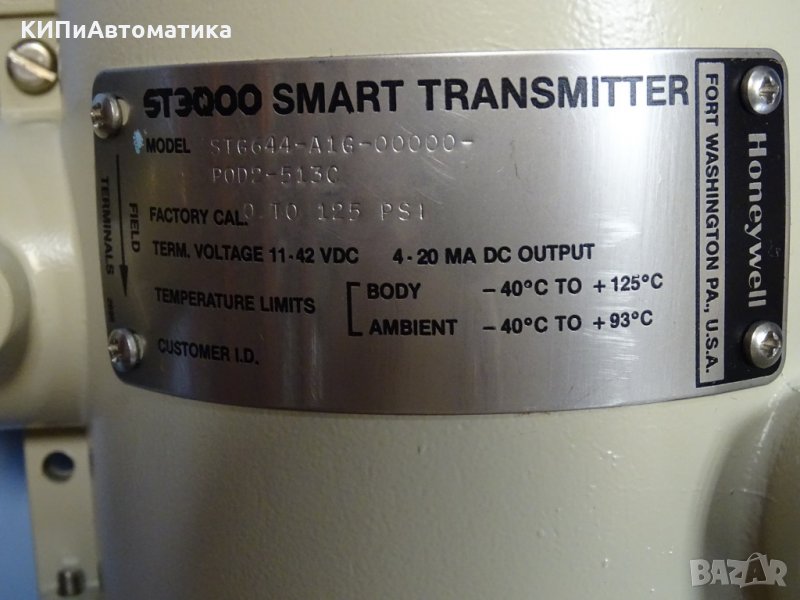 КИПиАвтоматика
ST3000 SMART TRANSMITTER
MODEL STG644-A1G-00000-
P0D2-513C
FACTORY CAL. 0 TO 125 PSI
TERM. VOLTAGE 11-42 VDC 4-20 MA DC OUTPUT
TEMPERATURE LIMITS
BODY -40°C TO +125°C
AMBIENT -40°C TO +93°C
CUSTOMER I.D.
FIELD
TERMINALS
FORT WASHINGTON PA., U.S.A.
Honeywell
BAZAR